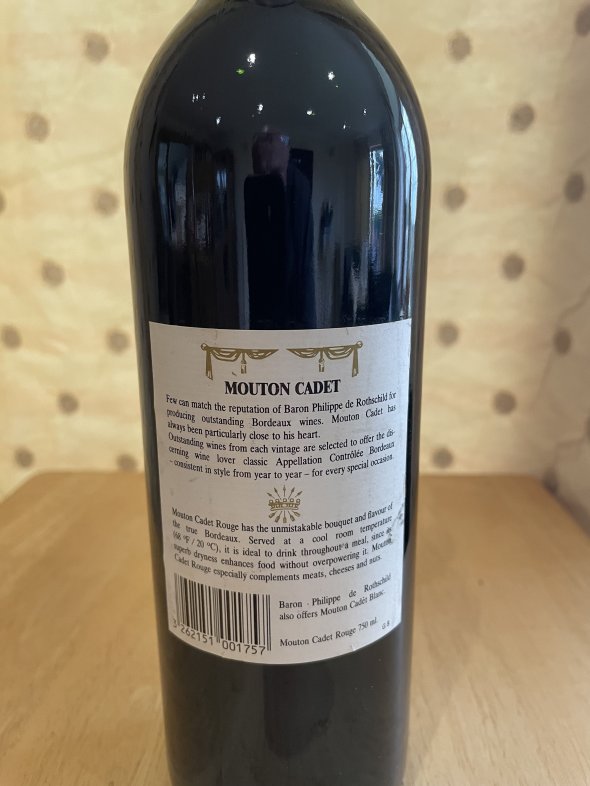 MOUTON CADET
Few can match the reputation of Baron Philippe de Rothschild for
producing outstanding Bordeaux wines. Mouton Cadet has
always been particularly close to his heart.
Outstanding wines from each vintage are selected to offer the dis-
cerning wine lover classic Appellation Contrôlée Bordeaux
- consistent in style from year to year – for every special occasion.
Mouton Cadet Rouge has the unmistakable bouquet and flavour of
the true Bordeaux. Served at a cool room temperature
(68 °F / 20 °C), it is ideal to drink throughout a meal, since its
superb dryness enhances food without overpowering it. Mouton
Cadet Rouge especially complements meats, cheeses and nuts.
Baron Philippe de Rothschild
also offers Mouton Cadet Blanc.
Mouton Cadet Rouge 750 ml. G B
3 262151 001757